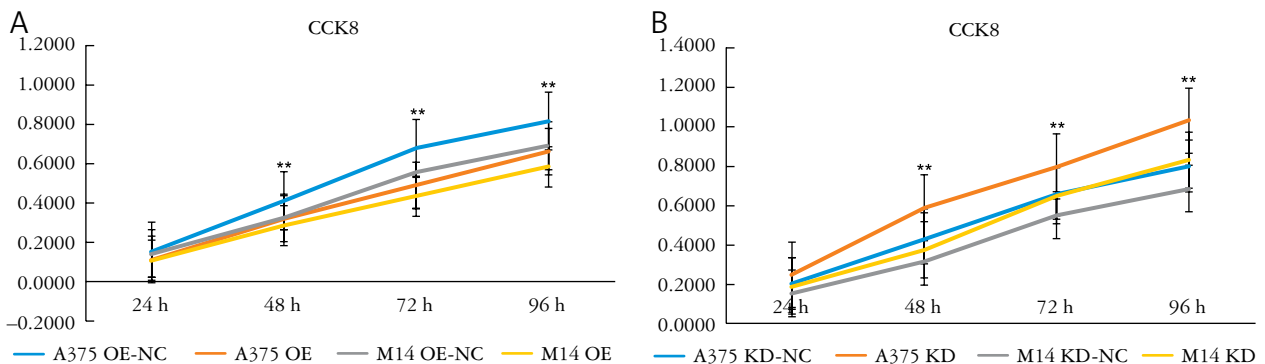 A
CCK8
1.2000
1.0000
0.8000
0.6000
0.4000
0.2000
0.0000
–0.2000
**
**
**
24 h
48 h
72 h
96 h
A375 OE-NC
A375 OE
M14 OE-NC
M14 OE
B
CCK8
1.4000
1.2000
1.0000
0.8000
0.6000
0.4000
0.2000
0.0000
**
**
**
24 h
48 h
72 h
96 h
A375 KD-NC
A375 KD
M14 KD-NC
M14 KD